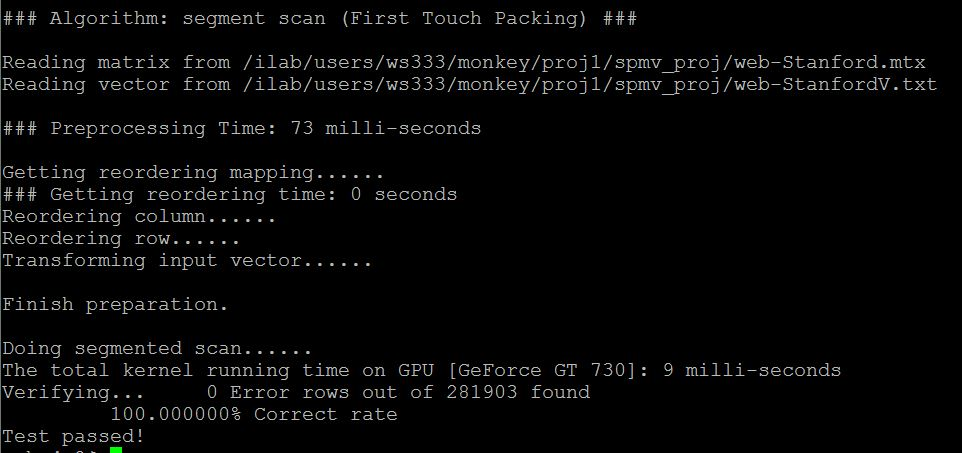 ### Algorithm: segment scan (First Touch Packing) ###
Reading matrix from /ilab/users/ws333/monkey/proj1/spmv_proj/web-Stanford.mtx
Reading vector from /ilab/users/ws333/monkey/proj1/spmv_proj/web-StanfordV.txt
### Preprocessing Time: 73 milli-seconds
Getting reordering mapping......
### Getting reordering time: 0 seconds
Reordering column......
Reordering row......
Transforming input vector......
Finish preparation.
Doing segmented scan......
The total kernel running time on GPU [GeForce GT 730]: 9 milli-seconds
Verifying... 0 Error rows out of 281903 found
100.000000% Correct rate
Test passed!